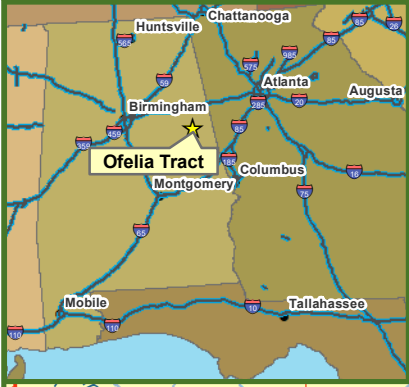 Chattanooga
Huntsville
565
85
85
26
575
985
59
Atlanta
Birmingham
285
20
Augusta
459
85
359
Ofelia Tract
185
Columbus
16
Montgomery
75
65
Mobile
10
Tallahassee
110
110